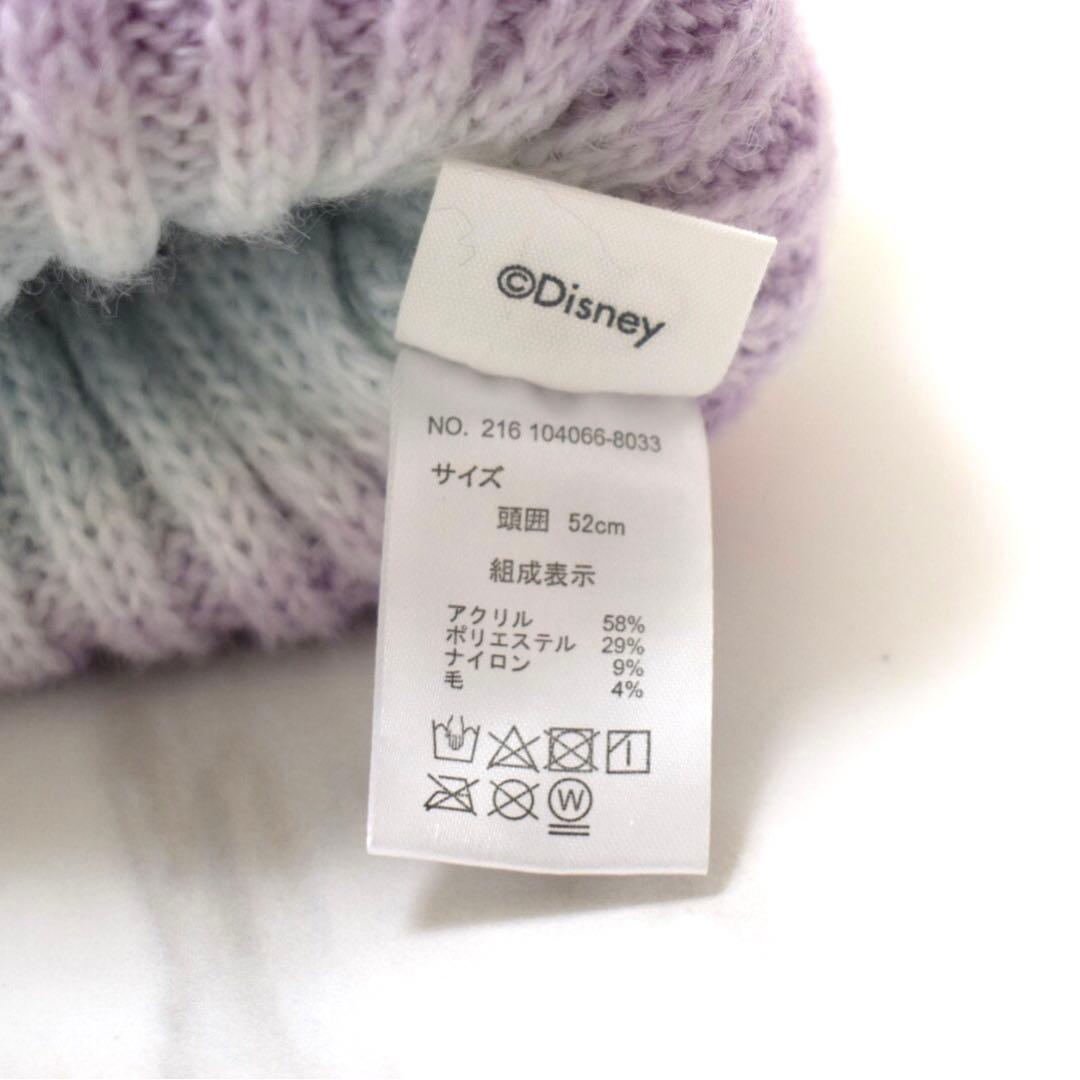 ©Disney
NO. 216 104066-8033
サイズ
頭囲 52cm
組成表示
アクリル 58%
ポリエステル 29%
ナイロン 9%
毛 4%
W